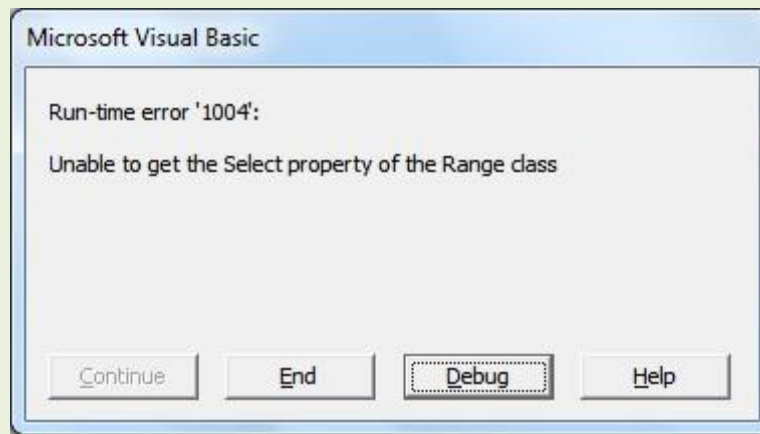 Microsoft Visual Basic
Run-time error '1004':
Unable to get the Select property of the Range class
Continue End Debug Help